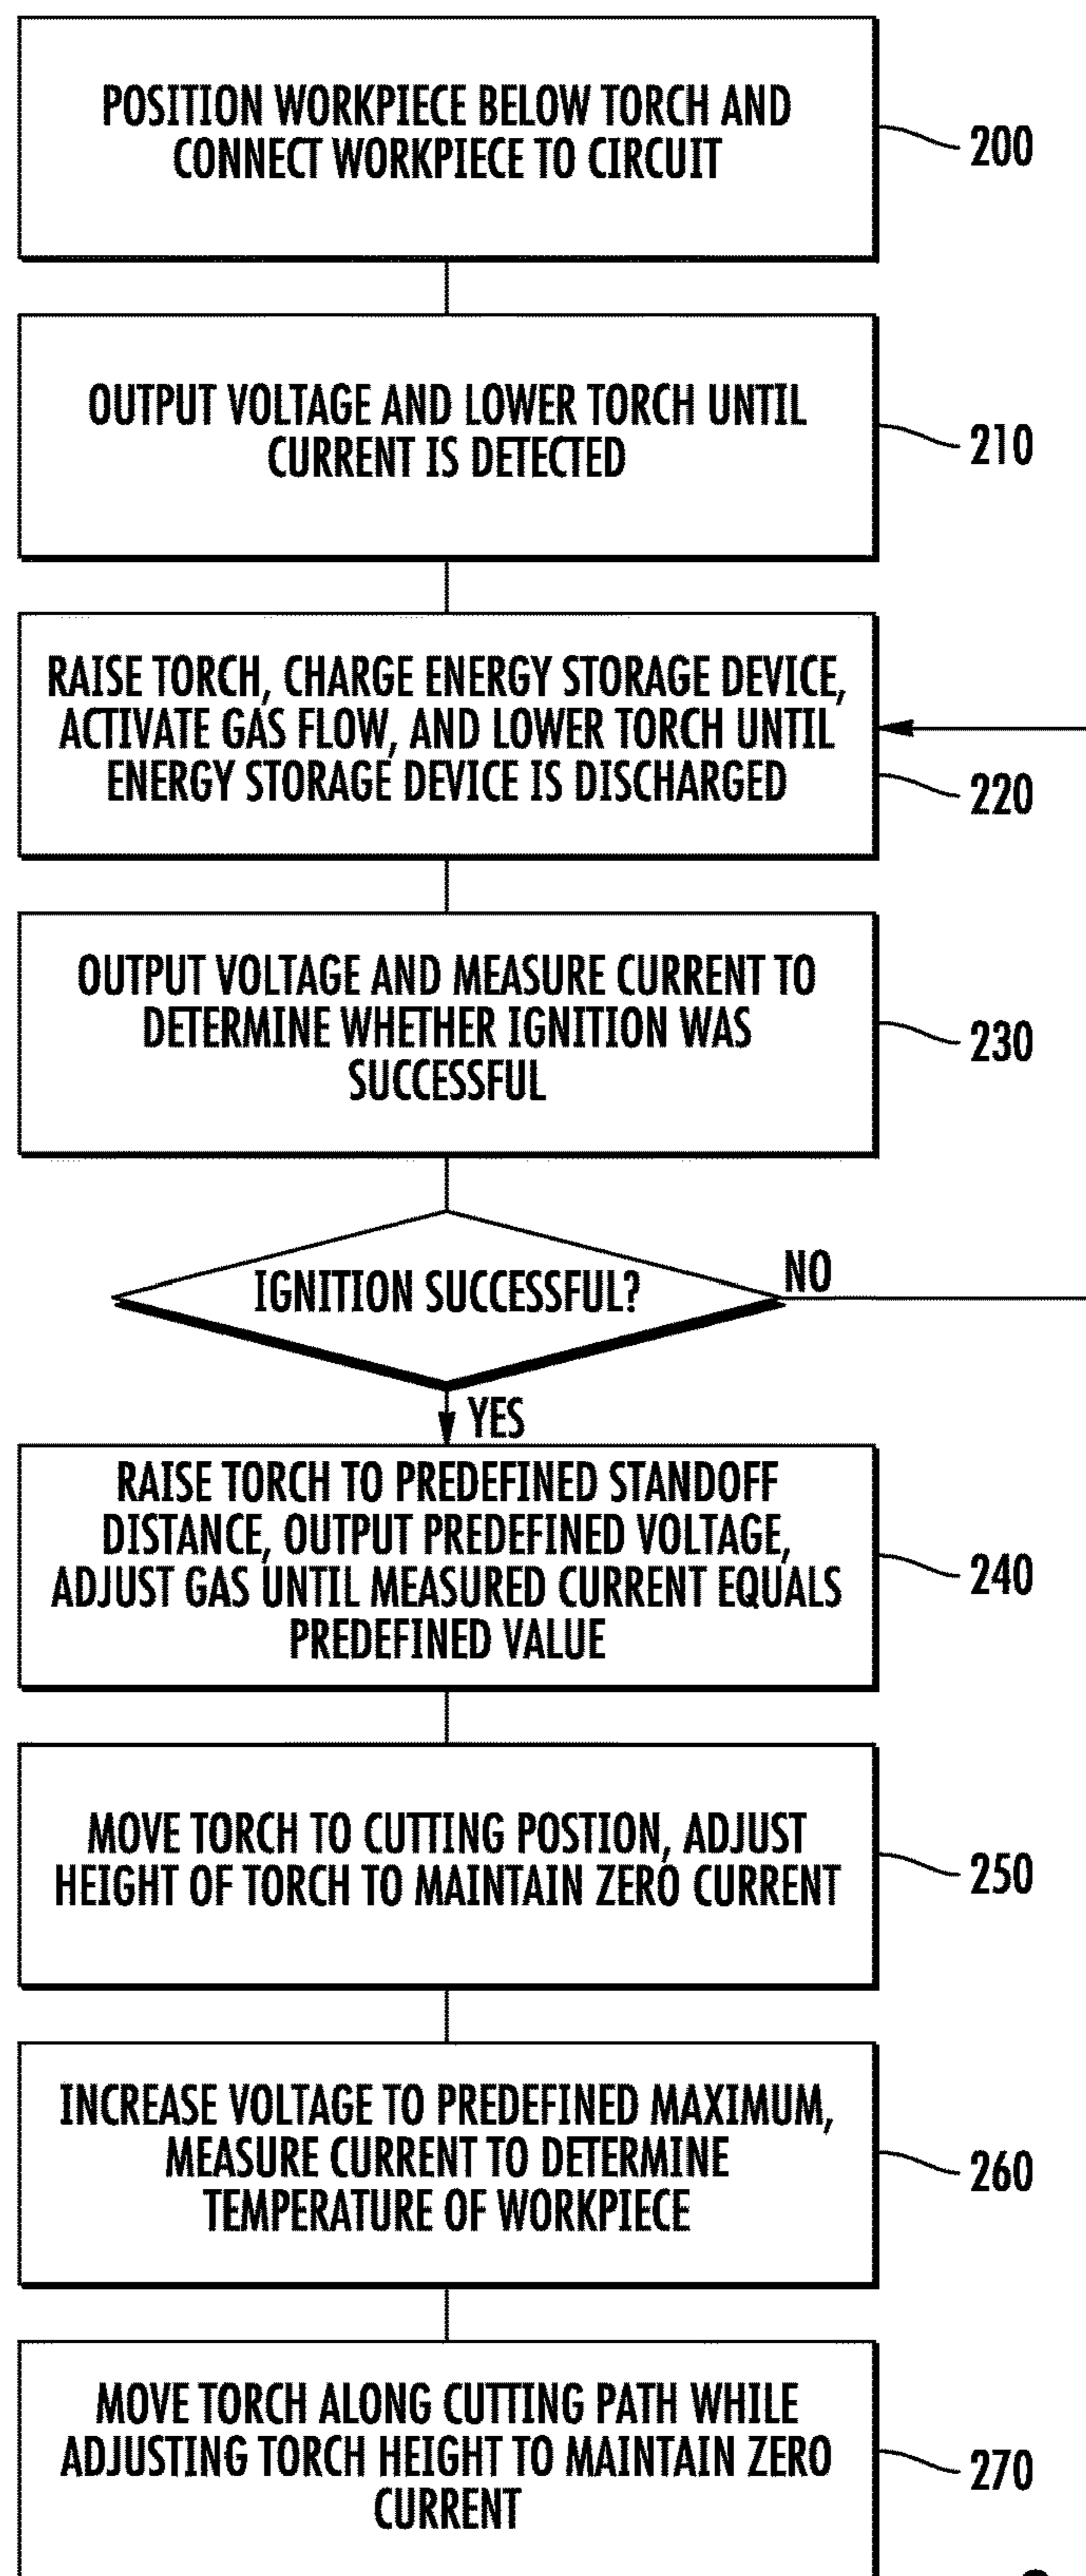 POSITION WORKPIECE BELOW TORCH AND
CONNECT WORKPIECE TO CIRCUIT
200
OUTPUT VOLTAGE AND LOWER TORCH UNTIL
CURRENT IS DETECTED
210
RAISE TORCH, CHARGE ENERGY STORAGE DEVICE,
ACTIVATE GAS FLOW, AND LOWER TORCH UNTIL
ENERGY STORAGE DEVICE IS DISCHARGED
220
OUTPUT VOLTAGE AND MEASURE CURRENT TO
DETERMINE WHETHER IGNITION WAS
SUCCESSFUL
230
IGNITION SUCCESSFUL?
NO
YES
RAISE TORCH TO PREDEFINED STANDOFF
DISTANCE, OUTPUT PREDEFINED VOLTAGE,
ADJUST GAS UNTIL MEASURED CURRENT EQUALS
PREDEFINED VALUE
240
MOVE TORCH TO CUTTING POSTION, ADJUST
HEIGHT OF TORCH TO MAINTAIN ZERO CURRENT
250
INCREASE VOLTAGE TO PREDEFINED MAXIMUM,
MEASURE CURRENT TO DETERMINE
TEMPERATURE OF WORKPIECE
260
MOVE TORCH ALONG CUTTING PATH WHILE
ADJUSTING TORCH HEIGHT TO MAINTAIN ZERO
CURRENT
270